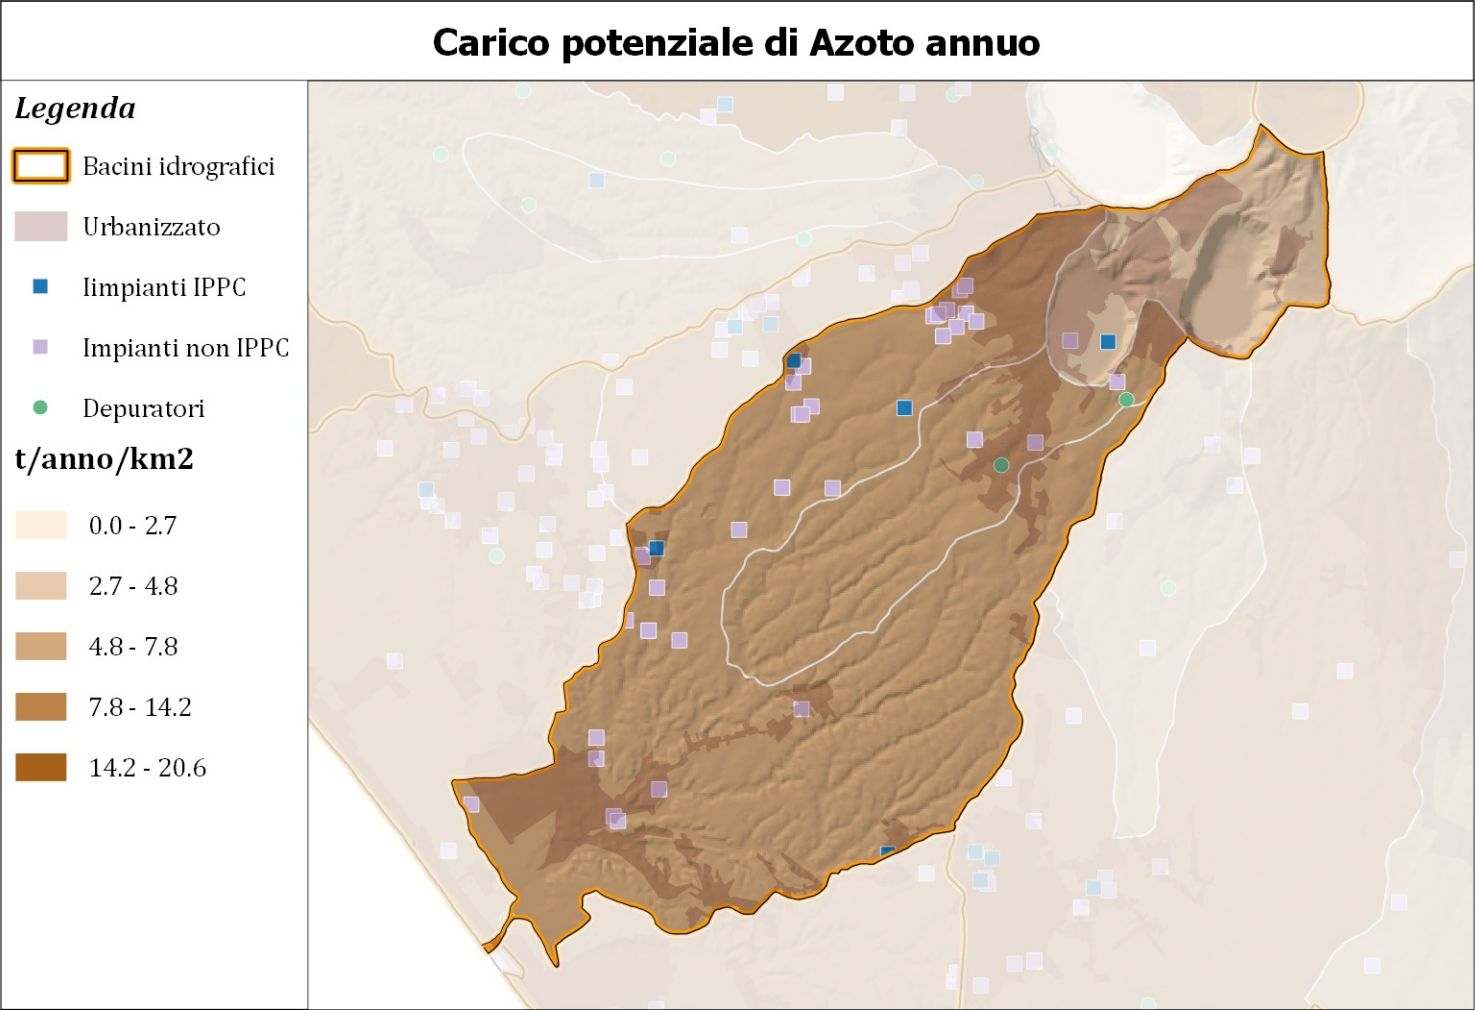 Carico potenziale di Azoto annuo
Legenda
Bacini idrografici
Urbanizzato
Iimpianti IPPC
Impianti non IPPC
Depuratori
t/anno/km2
0.0 - 2.7
2.7 - 4.8
4.8 - 7.8
7.8 - 14.2
14.2 - 20.6